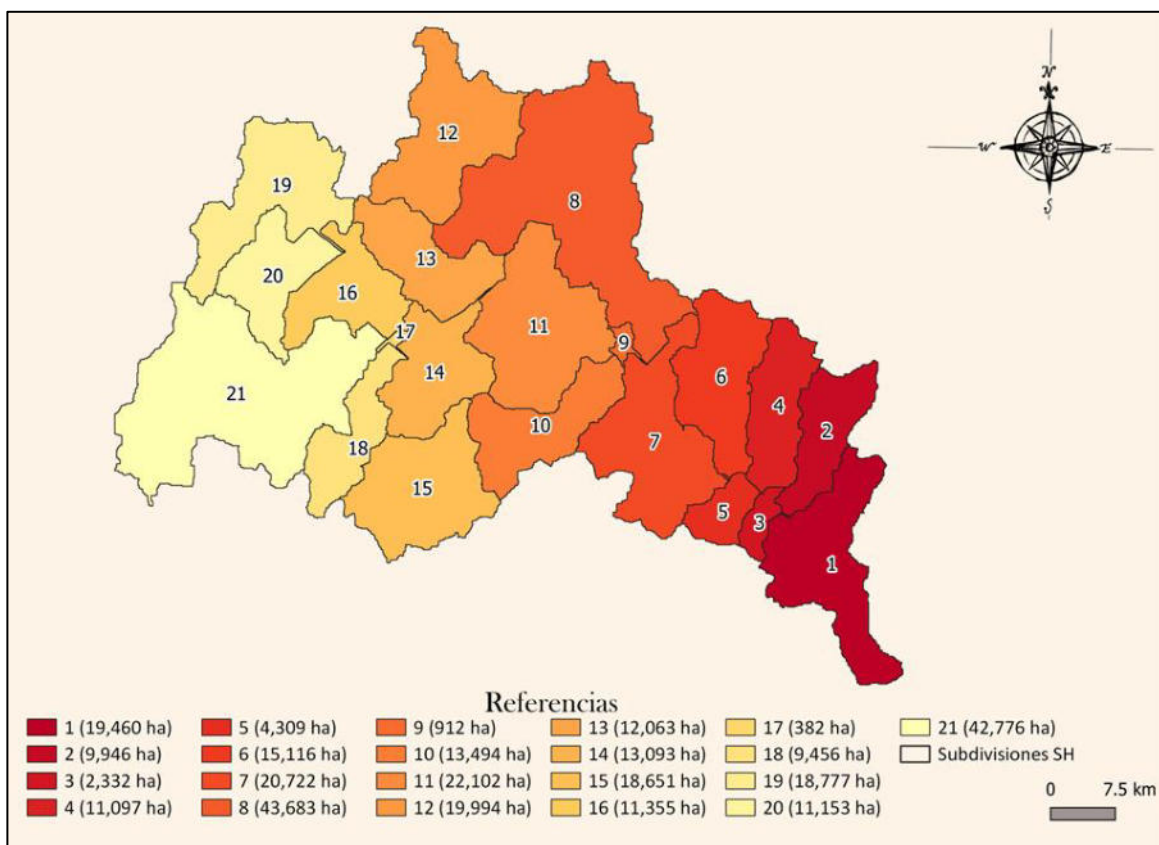 N
W E
S
12
19
8
20
13
16
11
17
9
14
6
21
4
2
10
7
18
15
5
3
1
Referencias
1 (19,460 ha) 5 (4,309 ha) 9 (912 ha) 13 (12,063 ha) 17 (382 ha) 21 (42,776 ha)
2 (9,946 ha) 6 (15,116 ha) 10 (13,494 ha) 14 (13,093 ha) 18 (9,456 ha) Subdivisiones SH
3 (2,332 ha) 7 (20,722 ha) 11 (22,102 ha) 15 (18,651 ha) 19 (18,777 ha)
4 (11,097 ha) 8 (43,683 ha) 12 (19,994 ha) 16 (11,355 ha) 20 (11,153 ha)
0 7.5 km